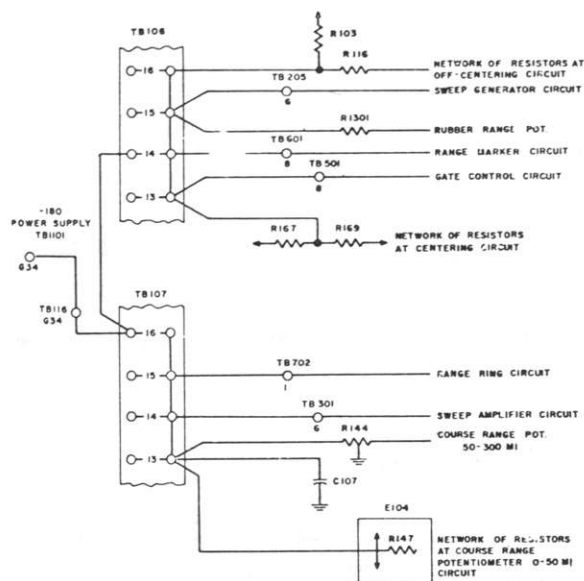 TB106
R103
R116
16
NETWORK OF RESISTORS AT
OFF-CENTERING CIRCUIT
TB205
6
SWEEP GENERATOR CIRCUIT
15
R1301
RUBBER RANGE POT.
TB601
8
14
RANGE MARKER CIRCUIT
TB501
8
GATE CONTROL CIRCUIT
13
-180
POWER SUPPLY
TB1101
G34
R167
R169
NETWORK OF RESISTORS
AT CENTERING CIRCUIT
TB116
G34
TB107
16
TB702
1
15
RANGE RING CIRCUIT
TB301
6
14
SWEEP AMPLIFIER CIRCUIT
R144
COURSE RANGE POT.
50-300 MI
13
C107
E104
R147
NETWORK OF RESISTORS
AT COURSE RANGE
POTENTIOMETER 0-50 MI
CIRCUIT